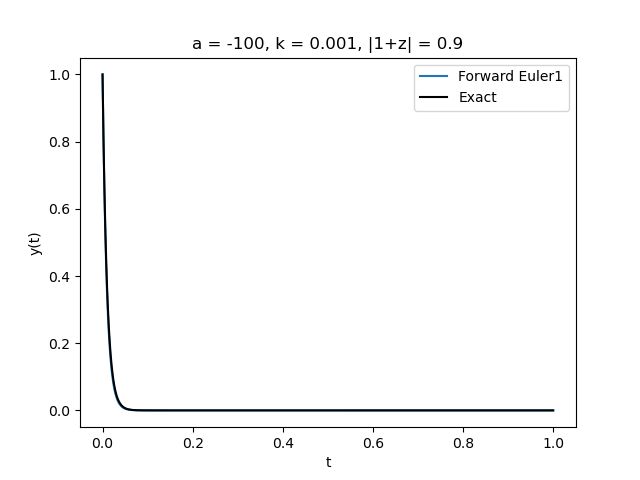 a = -100, k = 0.001, |1+z| = 0.9
Forward Euler1
Exact
y(t)
1.0
0.8
0.6
0.4
0.2
0.0
0.0 0.2 0.4 0.6 0.8 1.0
t